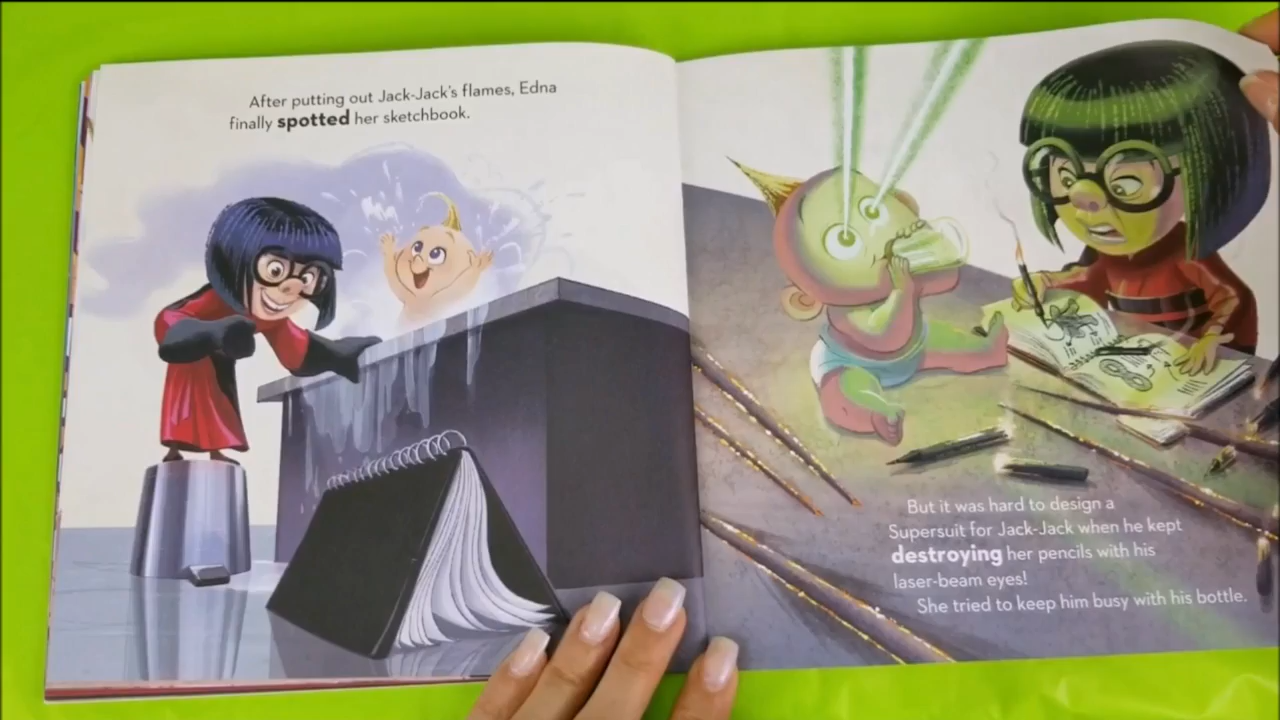 After putting out Jack-Jack's flames, Edna
finally spotted her sketchbook.
But it was hard to design a
Supersuit for Jack-Jack when he kept
destroying her pencils with his
laser-beam eyes!
She tried to keep him busy with his bottle.